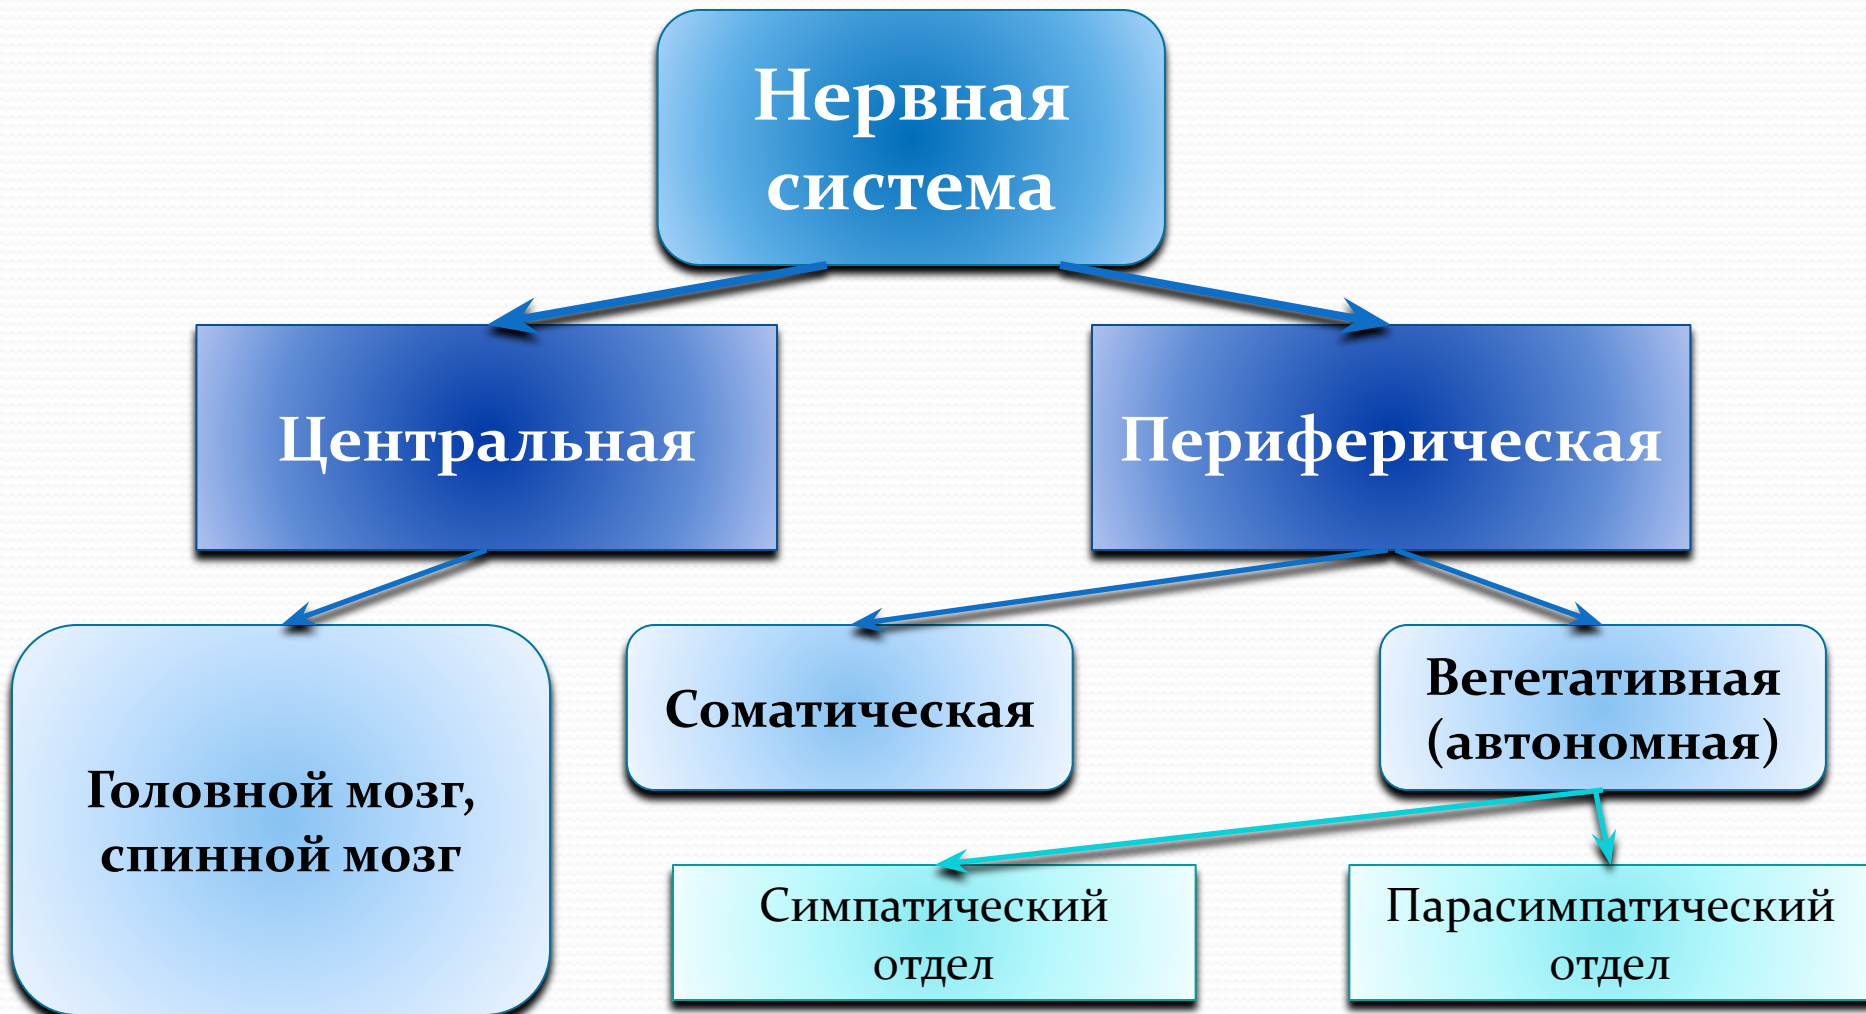 Нервная
система
Центральная
Периферическая
Головной мозг,
спинной мозг
Соматическая
Вегетативная
(автономная)
Симпатический
отдел
Парасимпатический
отдел